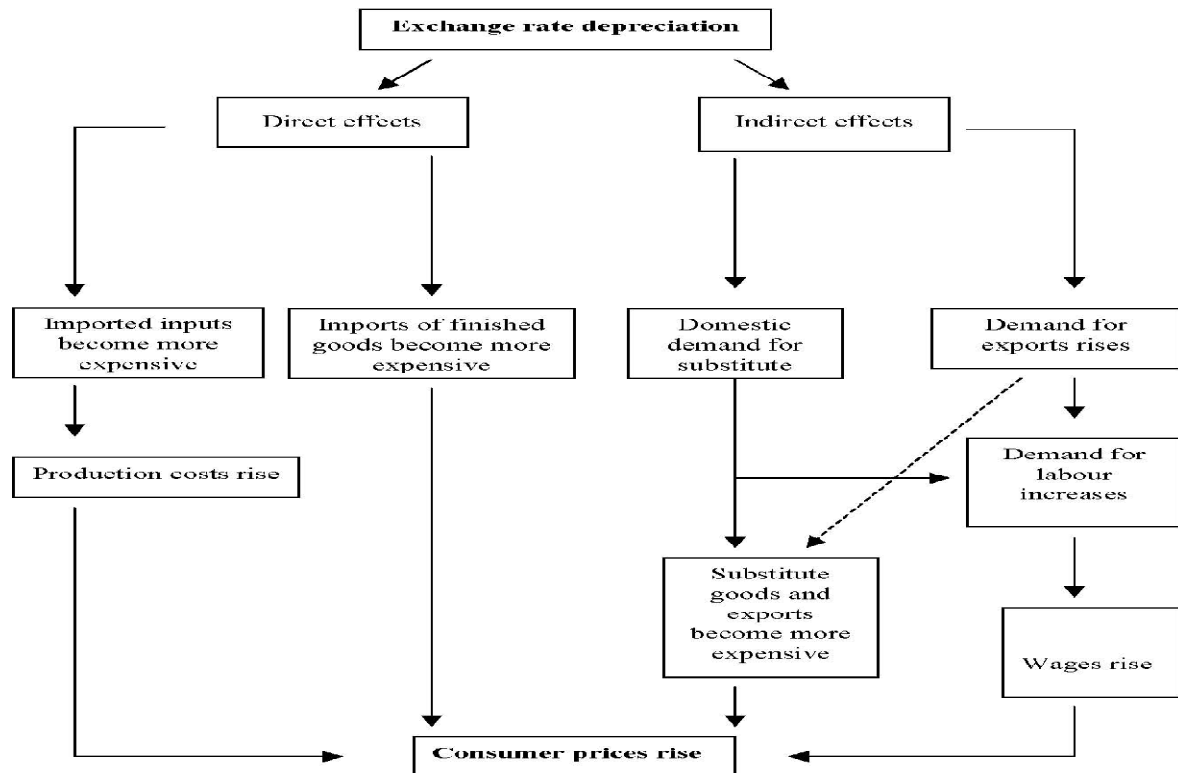 Exchange rate depreciation
Direct effects
Indirect effects
Imported inputs
become more
expensive
Imports of finished
goods become more
expensive
Domestic
demand for
substitute
Demand for
exports rises
Production costs rise
Demand for
labour
increases
Substitute
goods and
exports
become more
expensive
Wages rise
Consumer prices rise